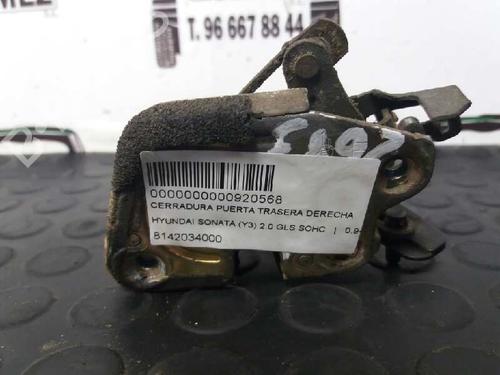 T. 96 667 88 44
0000000000920568
CERRADURA PUERTA TRASERA DERECHA
HYUNDAI SONATA (Y3) 2.0 GLS SOHC | 0.9
8142034000